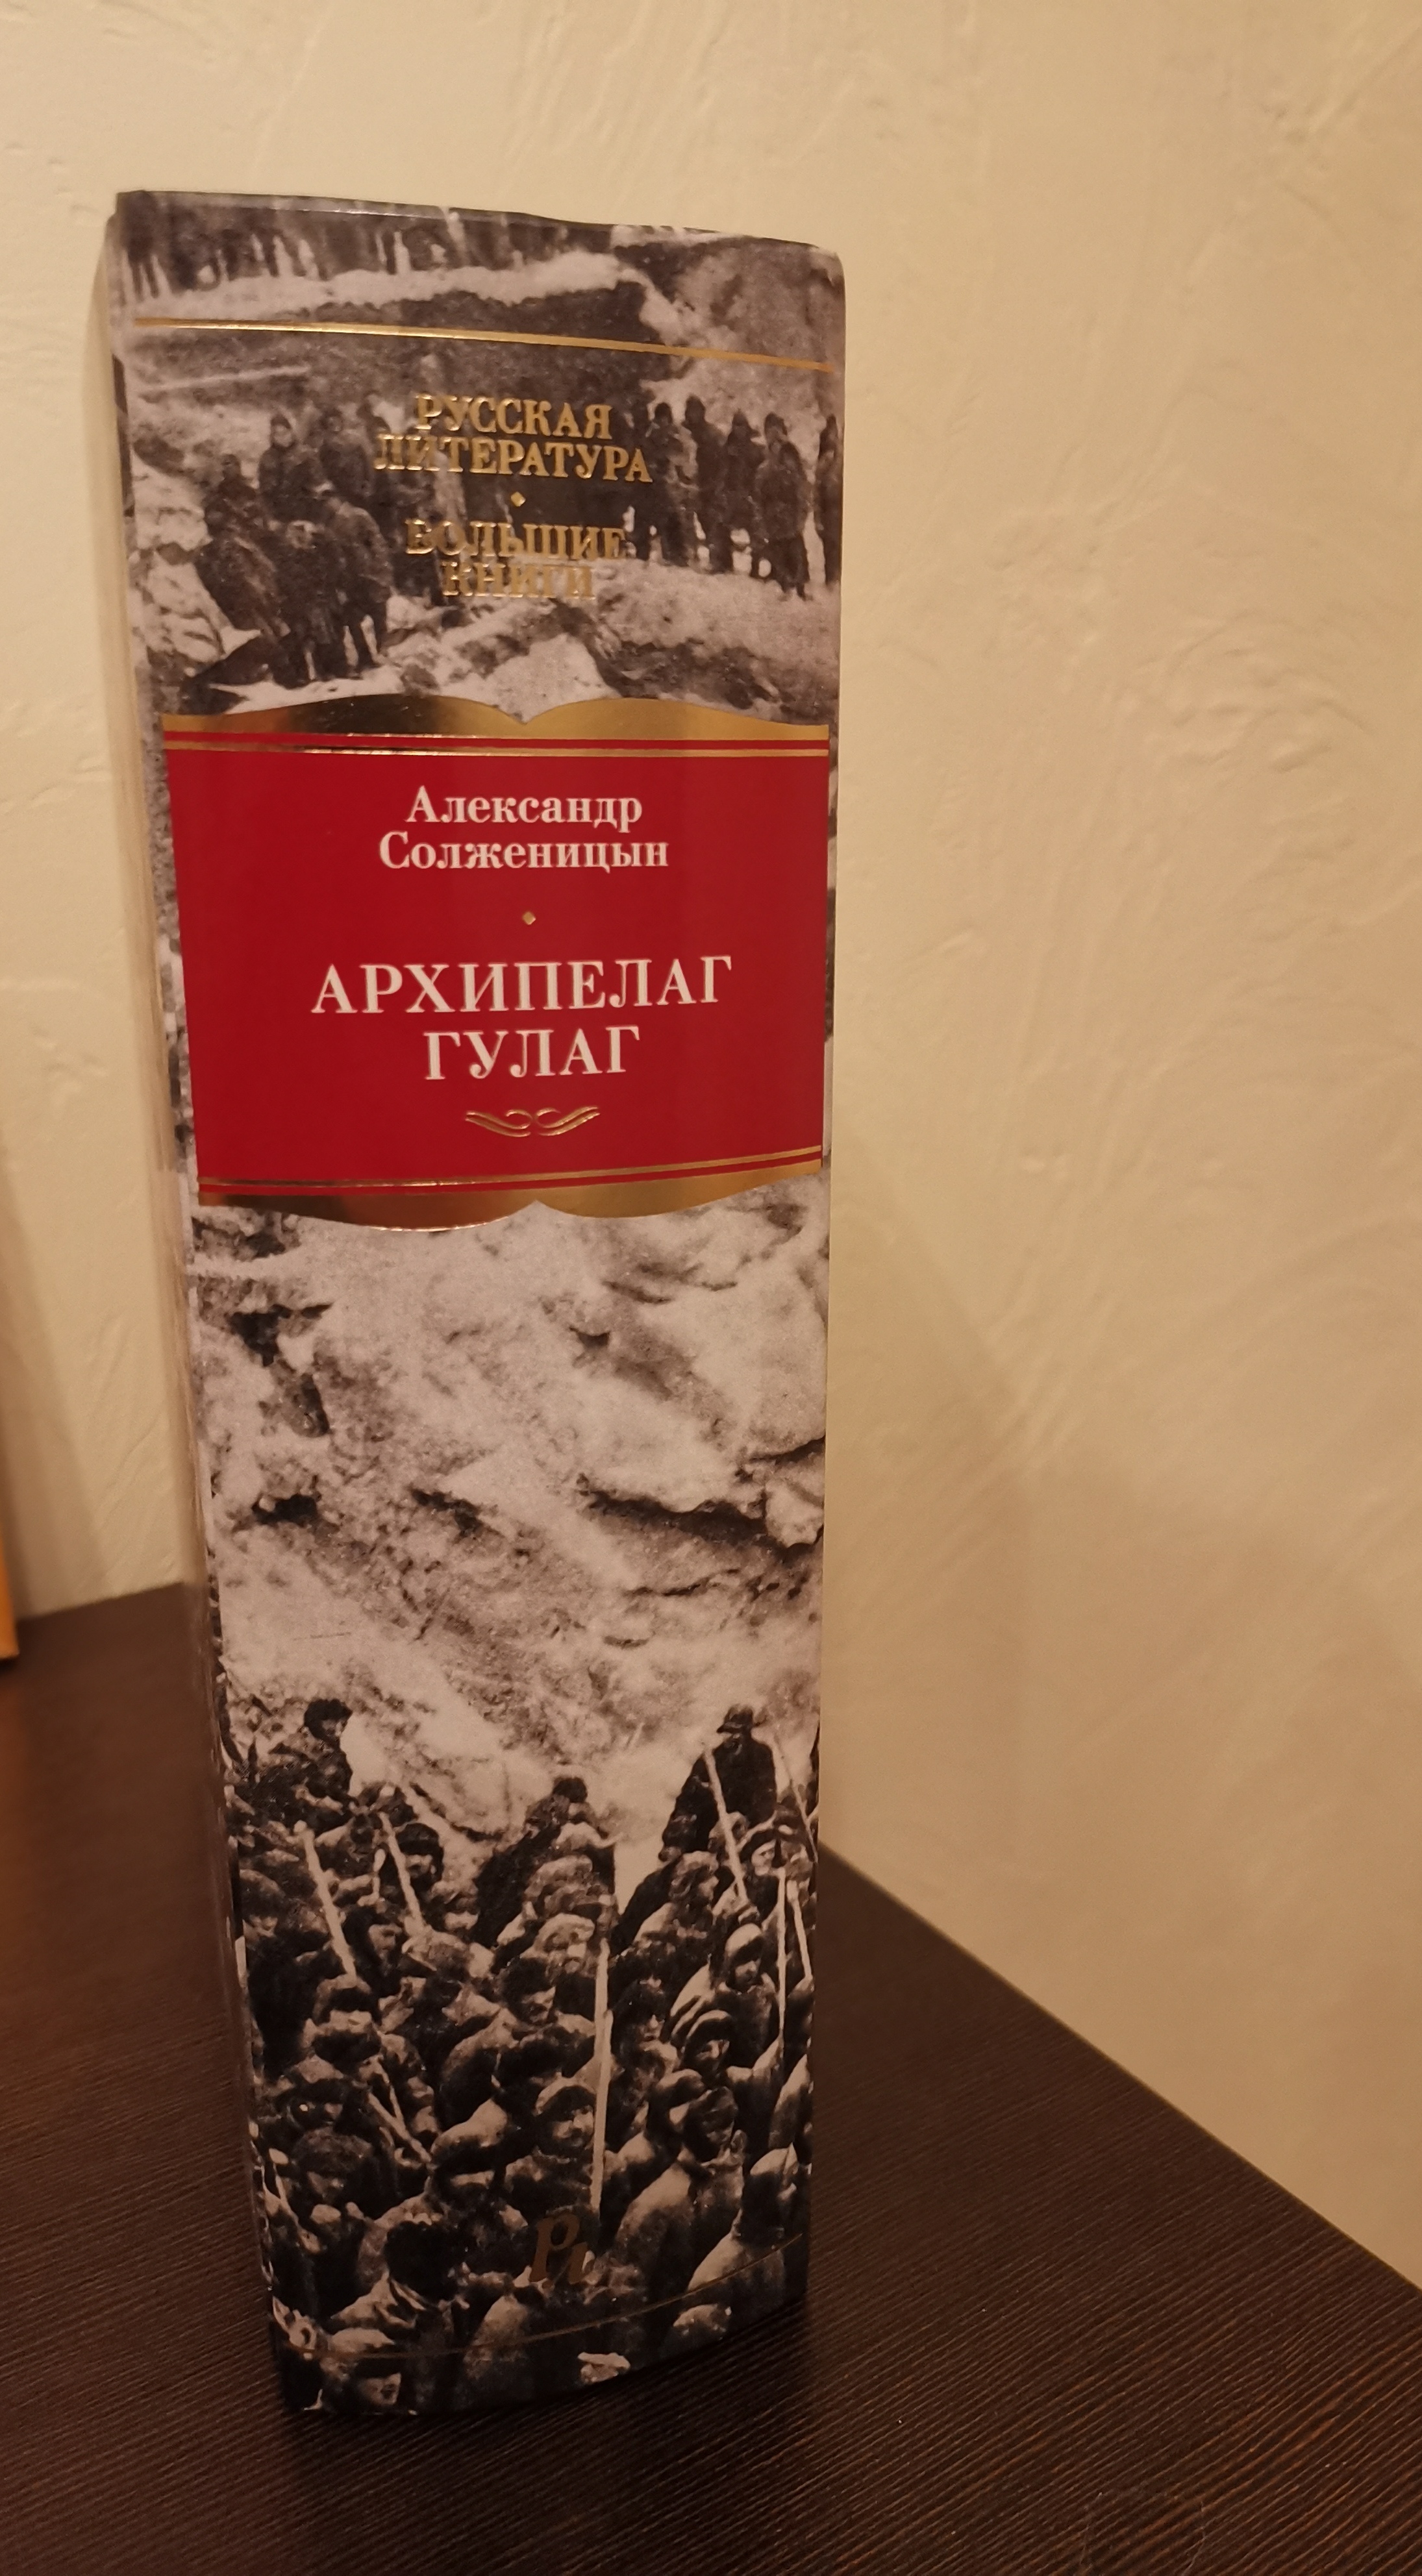 РУССКАЯ
ЛИТЕРАТУРА
БОЛЬШИЕ
КНИГИ
Александр
Солженицын
АРХИПЕЛАГ
ГУЛАГ